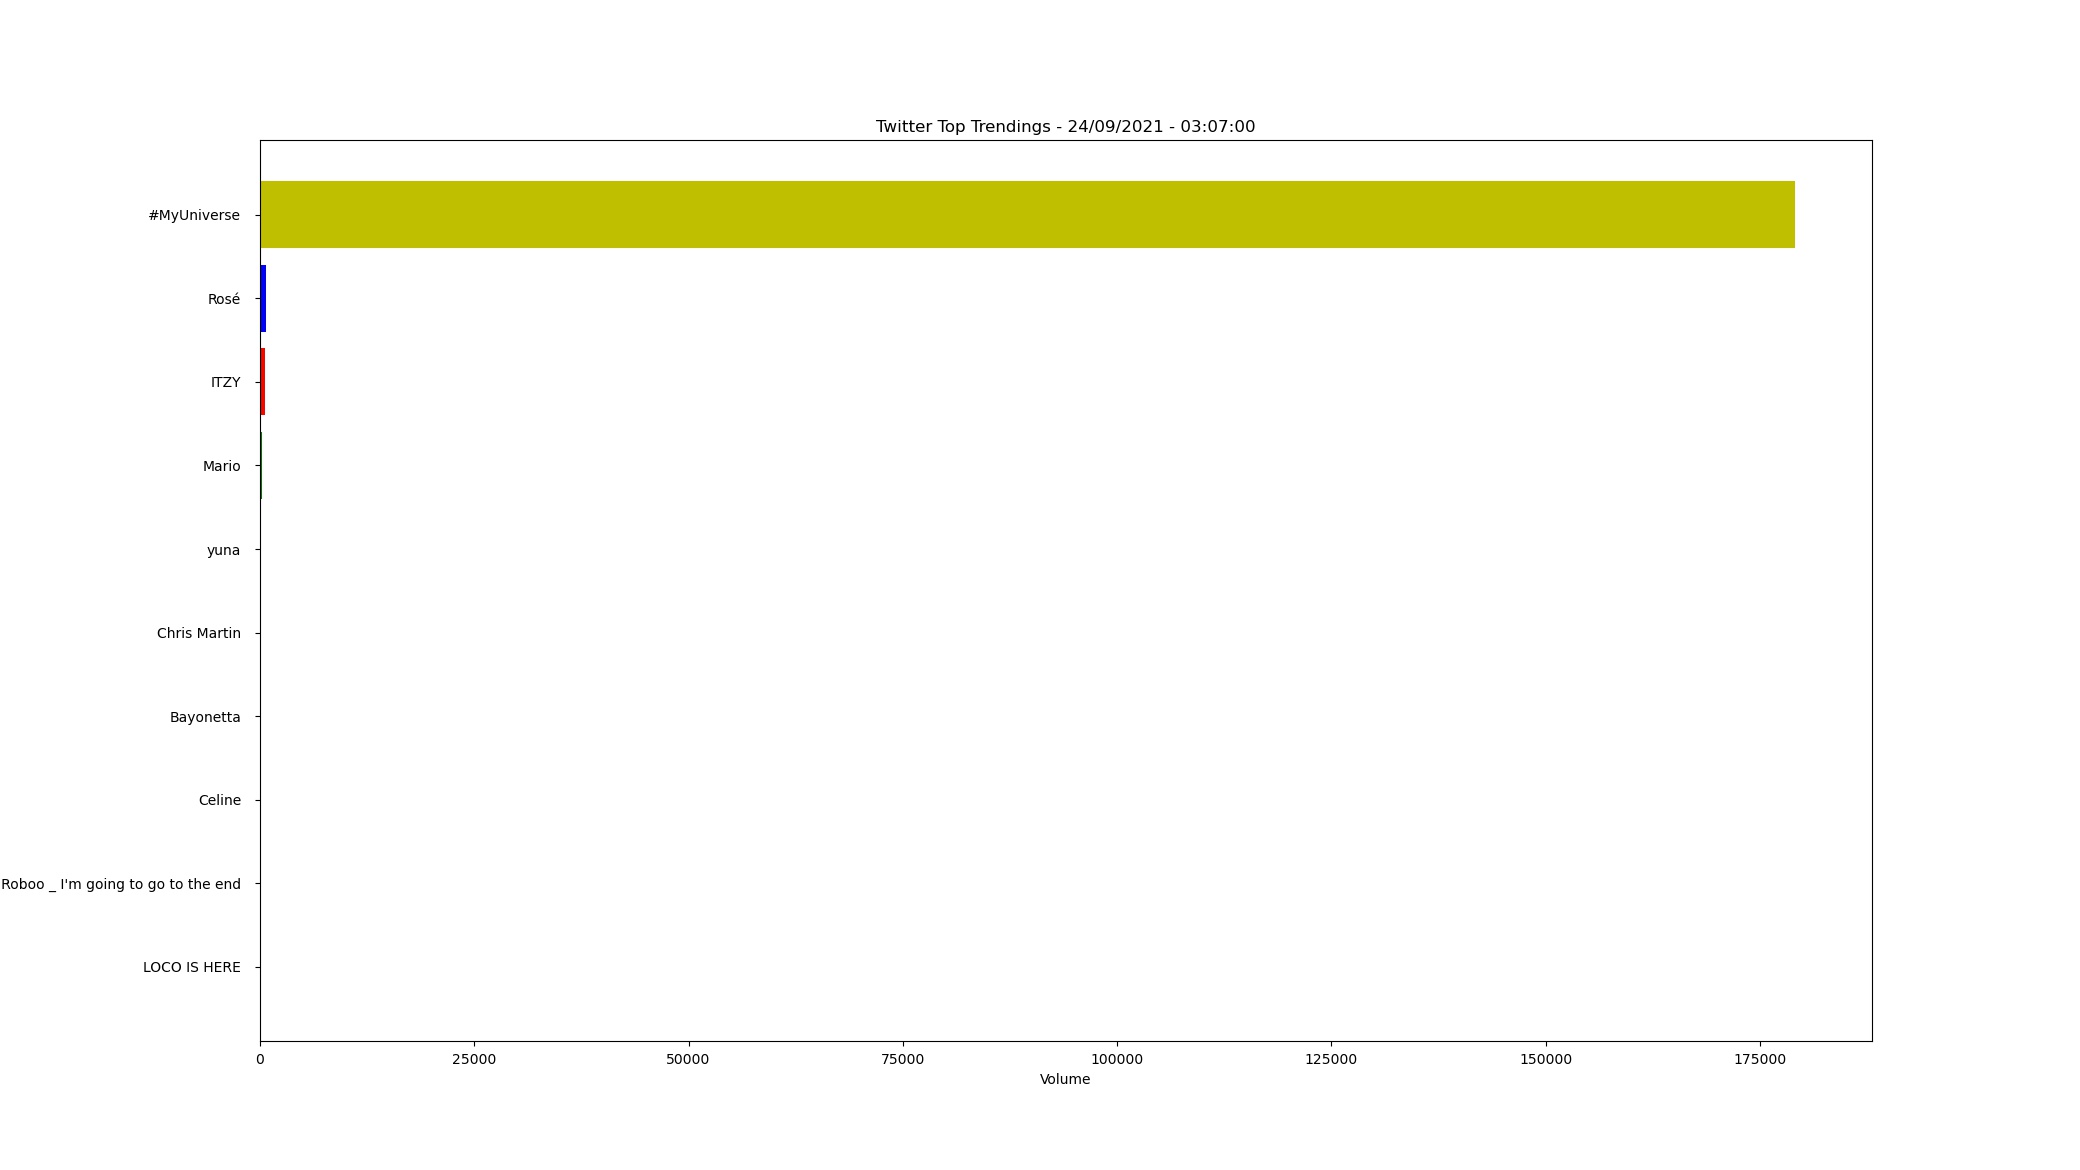 Twitter Top Trendings - 24/09/2021 - 03:07:00
#MyUniverse
Rosé
ITZY
Mario
yuna
Chris Martin
Bayonetta
Celine
Roboo _ I'm going to go to the end
LOCO IS HERE
0 25000 50000 75000 100000 125000 150000 175000
Volume